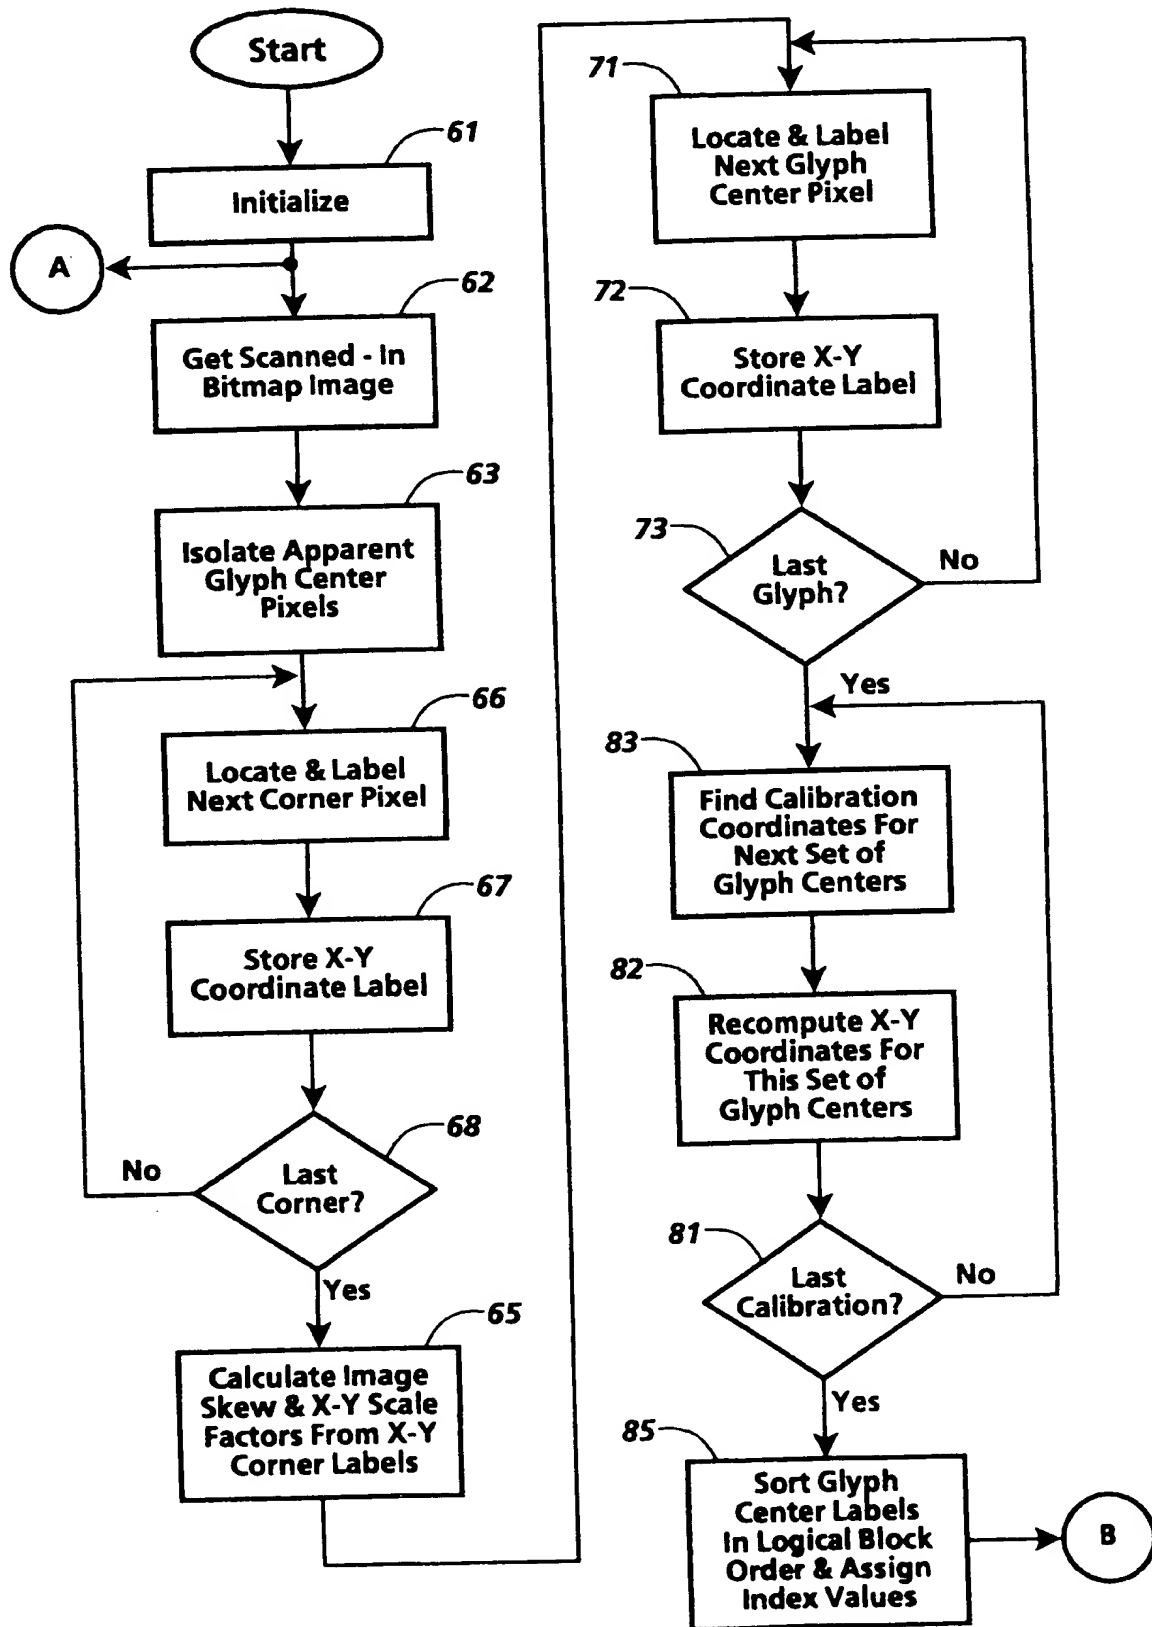 Start
61
Initialize
A
62
Get Scanned - In
Bitmap Image
63
Isolate Apparent
Glyph Center
Pixels
66
Locate & Label
Next Corner Pixel
67
Store X-Y
Coordinate Label
68
Last
Corner?
No
Yes
65
Calculate Image
Skew & X-Y Scale
Factors From X-Y
Corner Labels
71
Locate & Label
Next Glyph
Center Pixel
72
Store X-Y
Coordinate Label
73
Last
Glyph?
No
Yes
83
Find Calibration
Coordinates For
Next Set of
Glyph Centers
82
Recompute X-Y
Coordinates For
This Set of
Glyph Centers
81
Last
Calibration?
No
Yes
85
Sort Glyph
Center Labels
In Logical Block
Order & Assign
Index Values
B